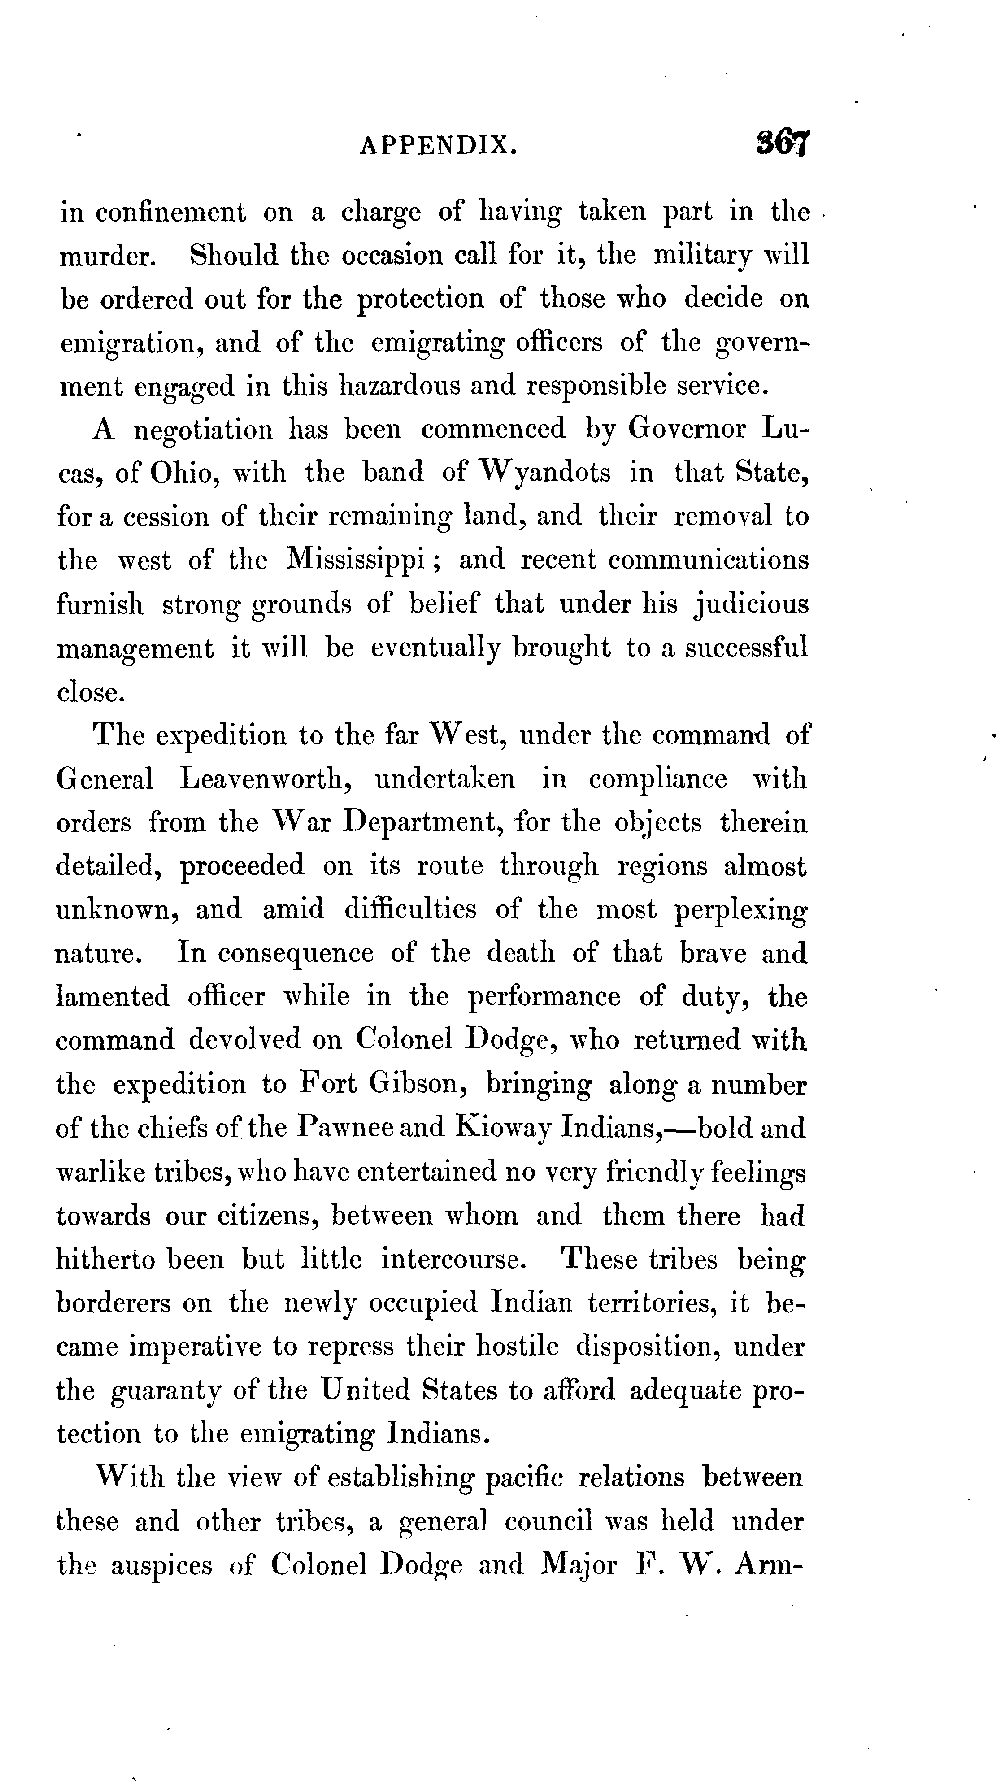 APPENDIX. 367
in confinement on a charge of having taken part in the
murder. Should the occasion call for it, the military will
be ordered out for the protection of those who decide on
emigration, and of the emigrating officers of the govern-
ment engaged in this hazardous and responsible service.
A negotiation has been commenced by Governor Lu-
cas, of Ohio, with the band of Wyandots in that State,
for a cession of their remaining land, and their removal to
the west of the Mississippi; and recent communications
furnish strong grounds of belief that under his judicious
management it will be eventually brought to a successful
close.
The expedition to the far West, under the command of
General Leavenworth, undertaken in compliance with
orders from the War Department, for the objects therein
detailed, proceeded on its route through regions almost
unknown, and amid difficulties of the most perplexing
nature. In consequence of the death of that brave and
lamented officer while in the performance of duty, the
command devolved on Colonel Dodge, who returned with
the expedition to Fort Gibson, bringing along a number
of the chiefs of the Pawnee and Kioway Indians,—bold and
warlike tribes, who have entertained no very friendly feelings
towards our citizens, between whom and them there had
hitherto been but little intercourse. These tribes being
borderers on the newly occupied Indian territories, it be-
came imperative to repress their hostile disposition, under
the guaranty of the United States to afford adequate pro-
tection to the emigrating Indians.
With the view of establishing pacific relations between
these and other tribes, a general council was held under
the auspices of Colonel Dodge and Major F. W. Arm-